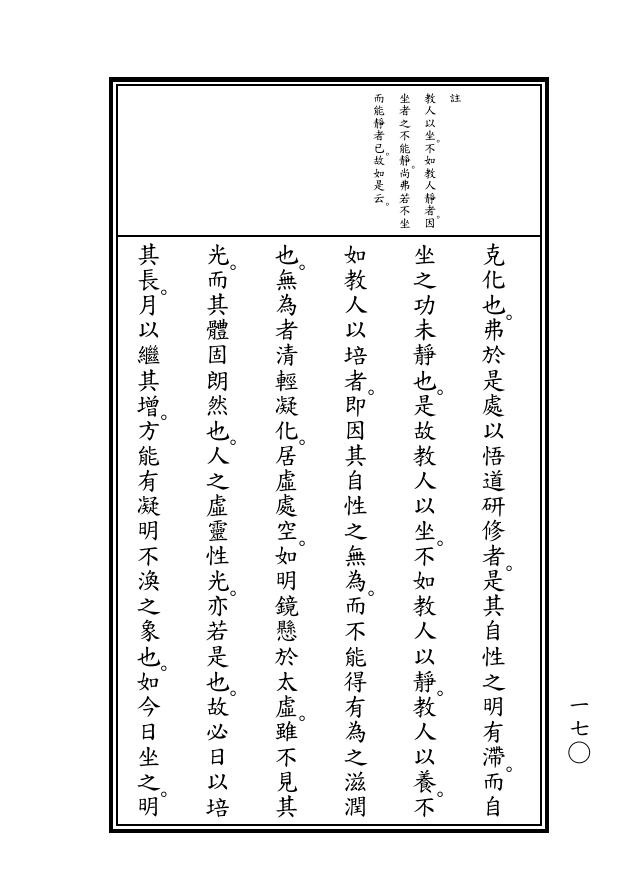 註
教人以坐。不如教人靜者。因
坐者之不能靜。尚弗若不坐
而能靜者已。故如是云。
克化也。弗於是處以悟道研修者。是其自性之明有滯。而自
坐之功未靜也。是故教人以坐。不如教人以靜。教人以養。不
如教人以培者。即因其自性之無為。而不能得有為之滋潤
也。無為者清輕凝化。居虛處空。如明鏡懸於太虛。雖不見其
光。而其體固朗然也。人之虛靈性光。亦若是也。故必日以培
其長。月以繼其增。方能有凝明不渙之象也。如今日坐之。明
一七〇